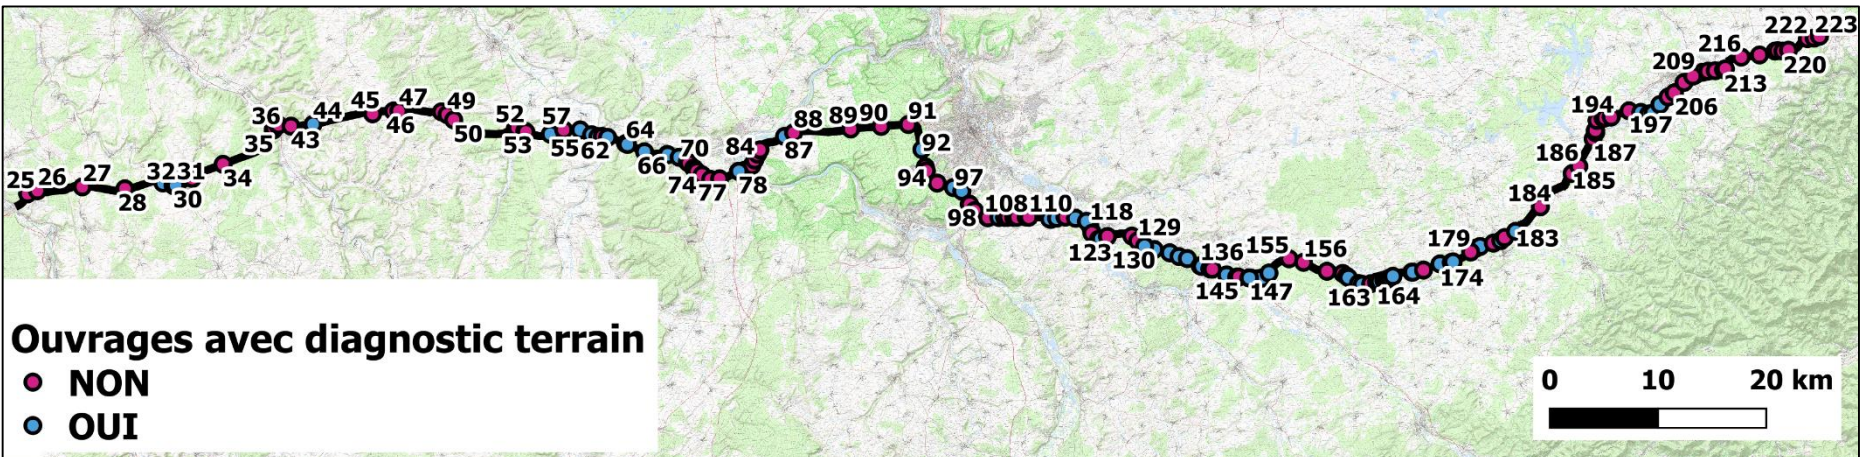 25 26 27 28 3231 30 34 35 36 43 44 45 46 47 49 50 52 53 57 55 62 64 66 70 74 77 78 84 87 88 89 90 91 92 94 97 98 108 110 118 123 129 130 136 145 147 155 156 163 164 174 179 183 184 185 186 187 194 197 206 209 213 216 220 222 223
Ouvrages avec diagnostic terrain
NON
OUI
0 10 20 km